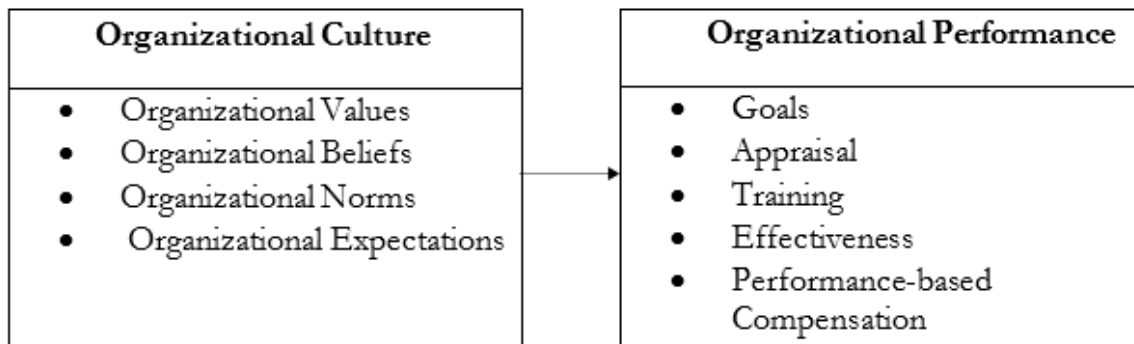 Organizational Culture
• Organizational Values
• Organizational Beliefs
• Organizational Norms
• Organizational Expectations
Organizational Performance
• Goals
• Appraisal
• Training
• Effectiveness
• Performance-based
Compensation